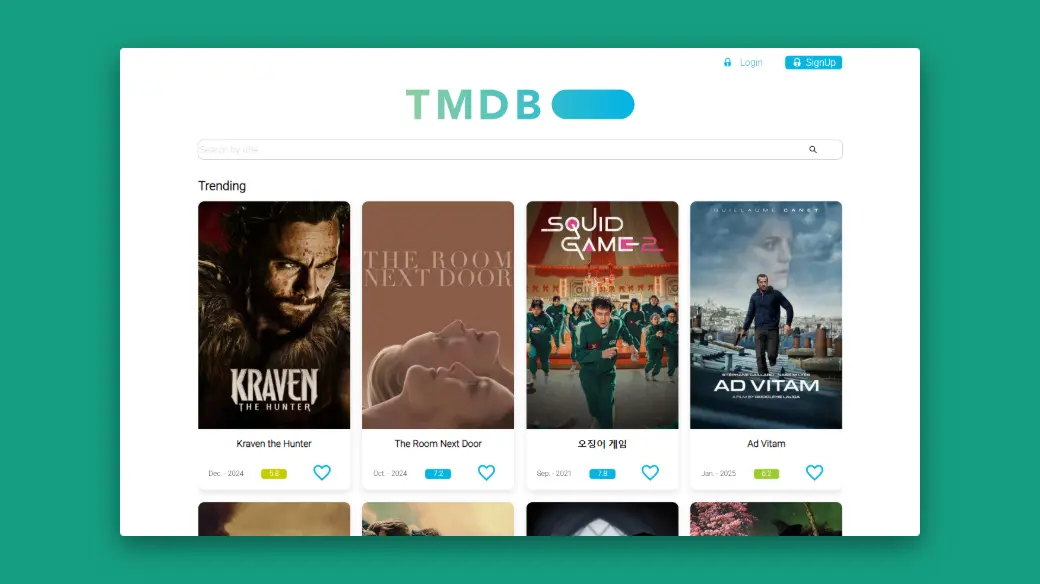 Login
SignUp
TMDB
Search by title
Trending
KRAVEN
THE HUNTER
THE ROOM
NEXT DOOR
SQUID
GAME 2
GUILLAUME CANET
AD VITAM
Kraven the Hunter
The Room Next Door
오징어 게임
Ad Vitam
Dec. - 2024
5.8
Oct. - 2024
7.2
Sep. - 2021
7.8
Jan. - 2025
6.2